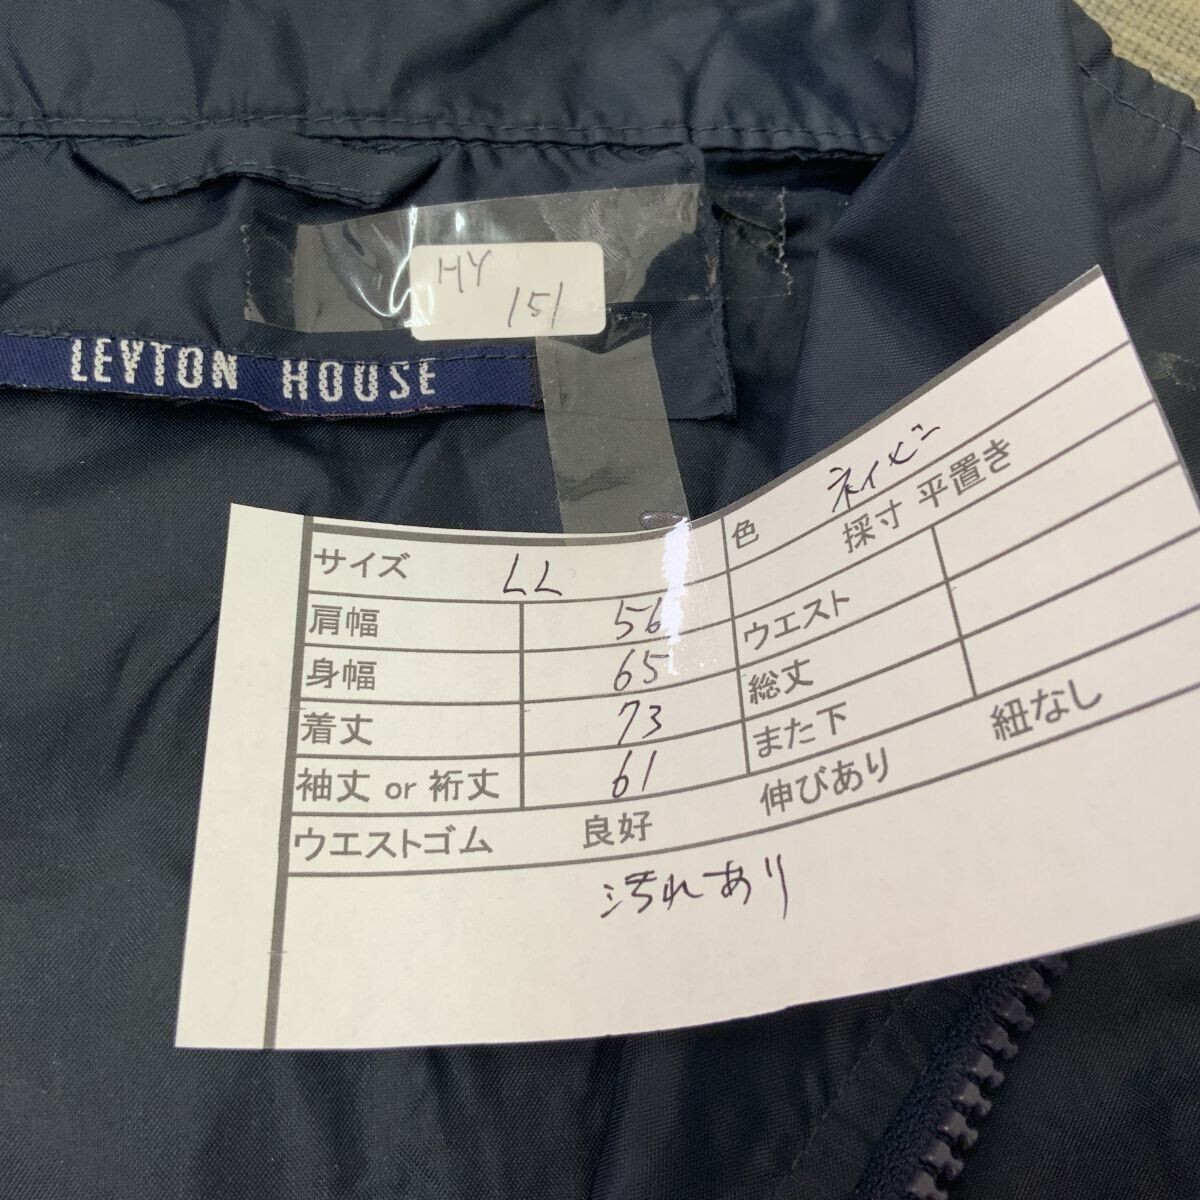 HY
151
LEYTON HOUSE
サイズ LL 色 ネイビー
採寸 平置き
肩幅 56 ウエスト
身幅 65 総丈
着丈 73 また下
袖丈 or 裄丈 61
ウエストゴム 良好 伸びあり 紐なし
汚れあり